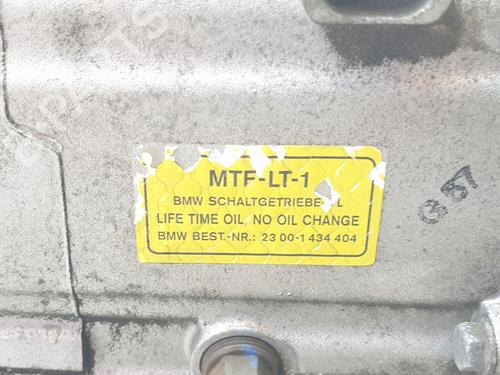 MTF-LT-1
BMW SCHALTGETRIEBE
LIFE TIME OIL, NO OIL CHANGE
BMW BEST.-NR.: 23 00-1 434 404